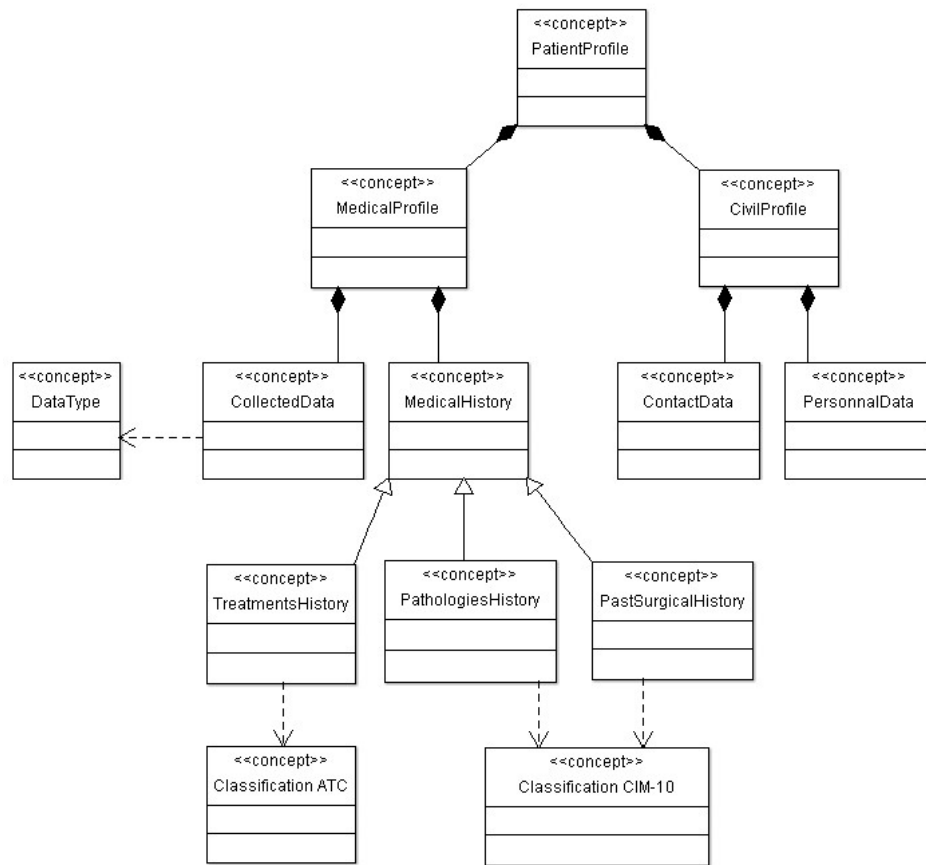 <<concept>>
PatientProfile
<<concept>>
MedicalProfile
<<concept>>
CivilProfile
<<concept>>
DataType
<<concept>>
CollectedData
<<concept>>
MedicalHistory
<<concept>>
ContactData
<<concept>>
PersonnalData
<<concept>>
TreatmentsHistory
<<concept>>
PathologiesHistory
<<concept>>
PastSurgicalHistory
<<concept>>
Classification ATC
<<concept>>
Classification CIM-10